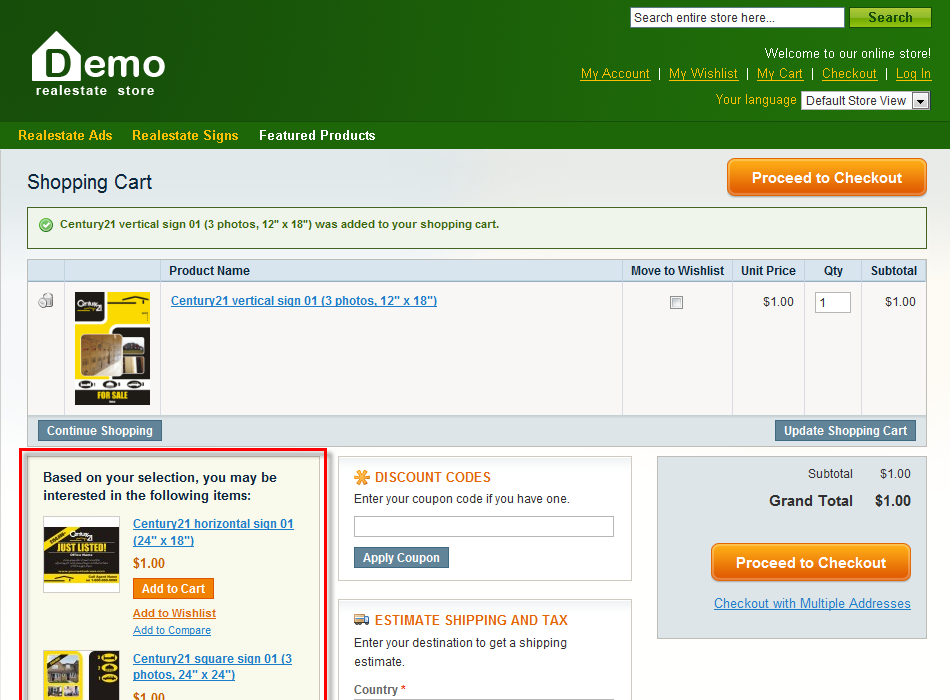 Search entire store here...
Search
Demo
realestate store
Welcome to our online store!
My Account | My Wishlist | My Cart | Checkout | Log In
Your language Default Store View
Realestate Ads Realestate Signs Featured Products
Shopping Cart
Proceed to Checkout
Century21 vertical sign 01 (3 photos, 12" x 18") was added to your shopping cart.
Product Name Move to Wishlist Unit Price Qty Subtotal
Century21 vertical sign 01 (3 photos, 12" x 18") $1.00 1 $1.00
Century21
FOR SALE
Continue Shopping Update Shopping Cart
Based on your selection, you may be
interested in the following items:
Century21
JUST LISTED!
Century21 horizontal sign 01
(24" x 18")
$1.00
Add to Cart
Add to Wishlist
Add to Compare
Century21 square sign 01 (3
photos, 24" x 24")
$1.00
DISCOUNT CODES
Enter your coupon code if you have one.
Apply Coupon
ESTIMATE SHIPPING AND TAX
Enter your destination to get a shipping
estimate.
Country *
Subtotal $1.00
Grand Total $1.00
Proceed to Checkout
Checkout with Multiple Addresses